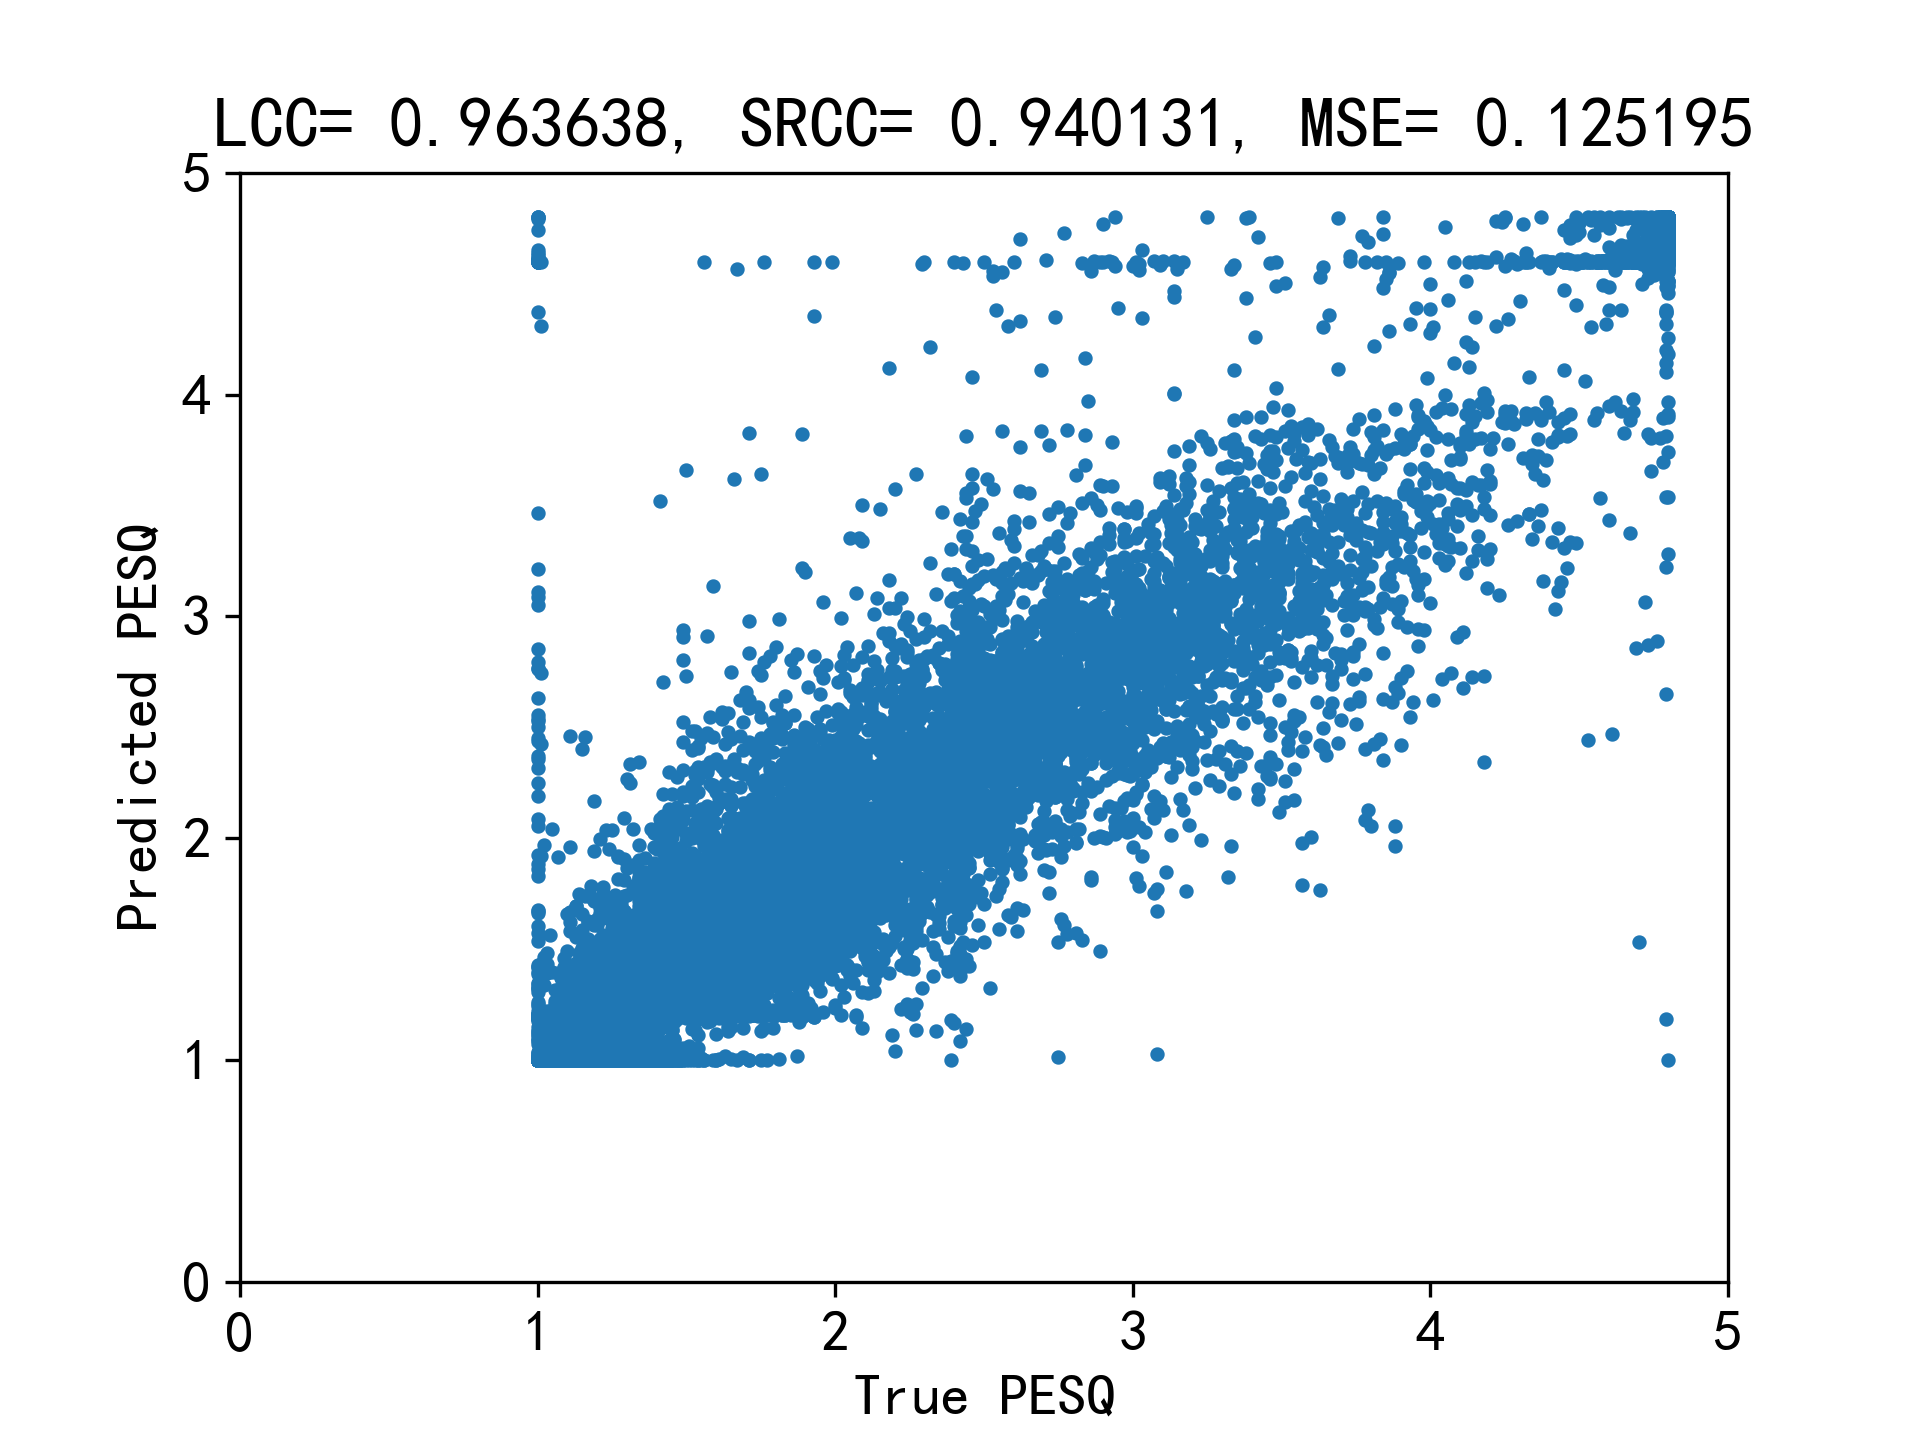 LCC= 0.963638, SRCC= 0.940131, MSE= 0.125195
5
4
3
2
1
0
Predicted PESQ
0 1 2 3 4 5
True PESQ